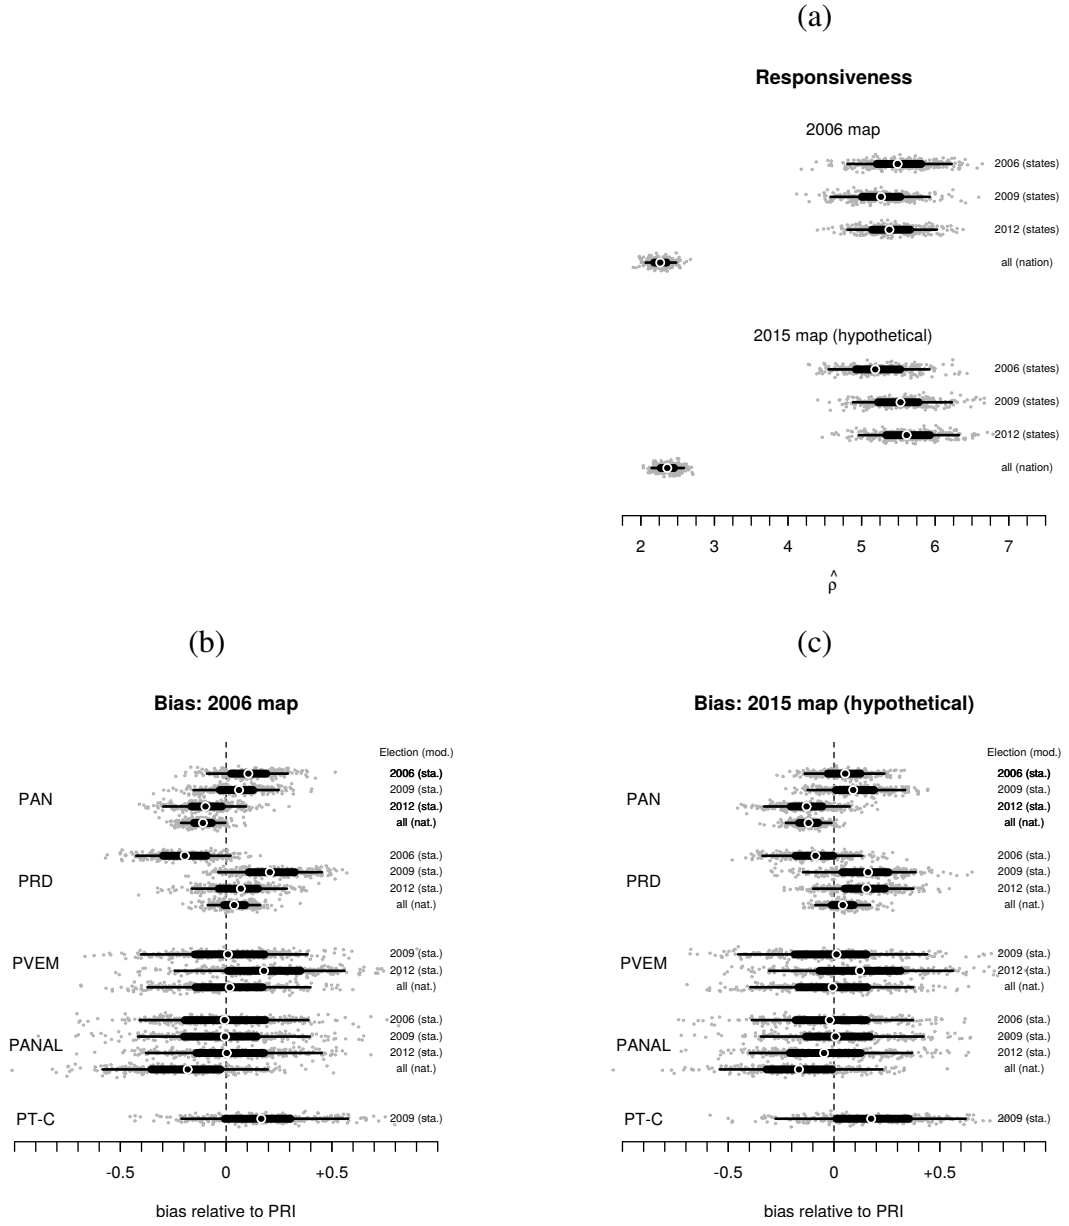 (a)
Responsiveness
2006 map
2006 (states)
2009 (states)
2012 (states)
all (nation)
2015 map (hypothetical)
2006 (states)
2009 (states)
2012 (states)
all (nation)
2 3 4 5 6 7
ρ̂
(b)
Bias: 2006 map
Election (mod.)
PAN
2006 (sta.)
2009 (sta.)
2012 (sta.)
all (nat.)
PRD
2006 (sta.)
2009 (sta.)
2012 (sta.)
all (nat.)
PVEM
2009 (sta.)
2012 (sta.)
all (nat.)
PANAL
2006 (sta.)
2009 (sta.)
2012 (sta.)
all (nat.)
PT-C
2009 (sta.)
-0.5 0 +0.5
bias relative to PRI
(c)
Bias: 2015 map (hypothetical)
Election (mod.)
PAN
2006 (sta.)
2009 (sta.)
2012 (sta.)
all (nat.)
PRD
2006 (sta.)
2009 (sta.)
2012 (sta.)
all (nat.)
PVEM
2009 (sta.)
2012 (sta.)
all (nat.)
PANAL
2006 (sta.)
2009 (sta.)
2012 (sta.)
all (nat.)
PT-C
2009 (sta.)
-0.5 0 +0.5
bias relative to PRI